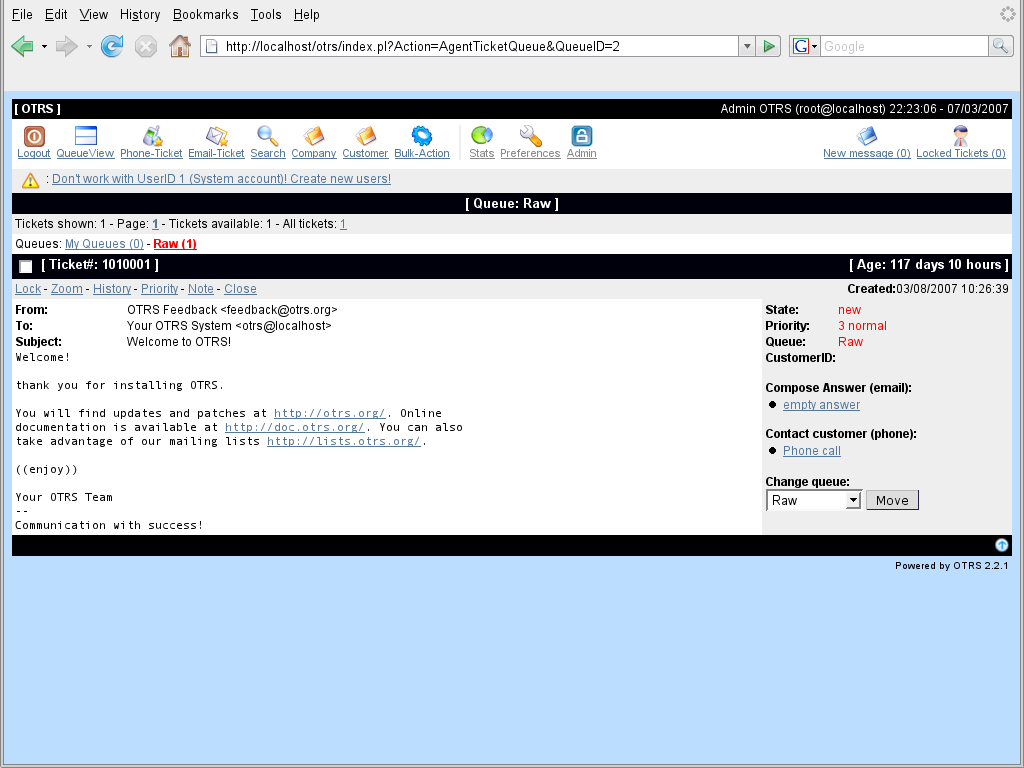 File Edit View History Bookmarks Tools Help
http://localhost/otrs/index.pl?Action=AgentTicketQueue&QueueID=2
G Google
[ OTRS ] Admin OTRS (root@localhost) 22:23:06 - 07/03/2007
Logout QueueView Phone-Ticket Email-Ticket Search Company Customer Bulk-Action Stats Preferences Admin New message (0) Locked Tickets (0)
: Don't work with UserID 1 (System account)! Create new users!
[ Queue: Raw ]
Tickets shown: 1 - Page: 1 - Tickets available: 1 - All tickets: 1
Queues: My Queues (0) - Raw (1)
[ Ticket#: 1010001 ] [ Age: 117 days 10 hours ]
Lock - Zoom - History - Priority - Note - Close Created:03/08/2007 10:26:39
From: OTRS Feedback <feedback@otrs.org>
To: Your OTRS System <otrs@localhost>
Subject: Welcome to OTRS!
Welcome!
thank you for installing OTRS.
You will find updates and patches at http://otrs.org/. Online
documentation is available at http://doc.otrs.org/. You can also
take advantage of our mailing lists http://lists.otrs.org/.
((enjoy))
Your OTRS Team
--
Communication with success!
State: new
Priority: 3 normal
Queue: Raw
CustomerID:
Compose Answer (email):
empty answer
Contact customer (phone):
Phone call
Change queue:
Raw Move
Powered by OTRS 2.2.1